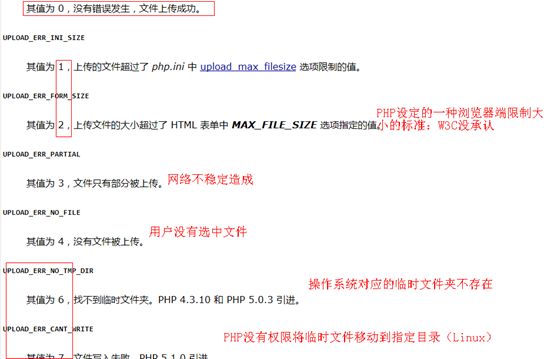 其值为 0，没有错误发生，文件上传成功。
UPLOAD_ERR_INI_SIZE
其值为 1，上传的文件超过了 php.ini 中 upload_max_filesize 选项限制的值。
UPLOAD_ERR_FORM_SIZE
PHP设定的一种浏览器端限制大
其值为 2，上传文件的大小超过了 HTML 表单中 MAX_FILE_SIZE 选项指定的值。小的标准；W3C没承认
UPLOAD_ERR_PARTIAL
其值为 3，文件只有部分被上传。 网络不稳定造成
UPLOAD_ERR_NO_FILE
其值为 4，没有文件被上传。 用户没有选中文件
UPLOAD_ERR_NO_TMP_DIR
操作系统对应的临时文件夹不存在
其值为 6，找不到临时文件夹。PHP 4.3.10 和 PHP 5.0.3 引进。
UPLOAD_ERR_CANT_WRITE
PHP没有权限将临时文件移动到指定目录（Linux）
其值为 7，文件写入失败。PHP 5.1.0 引进。